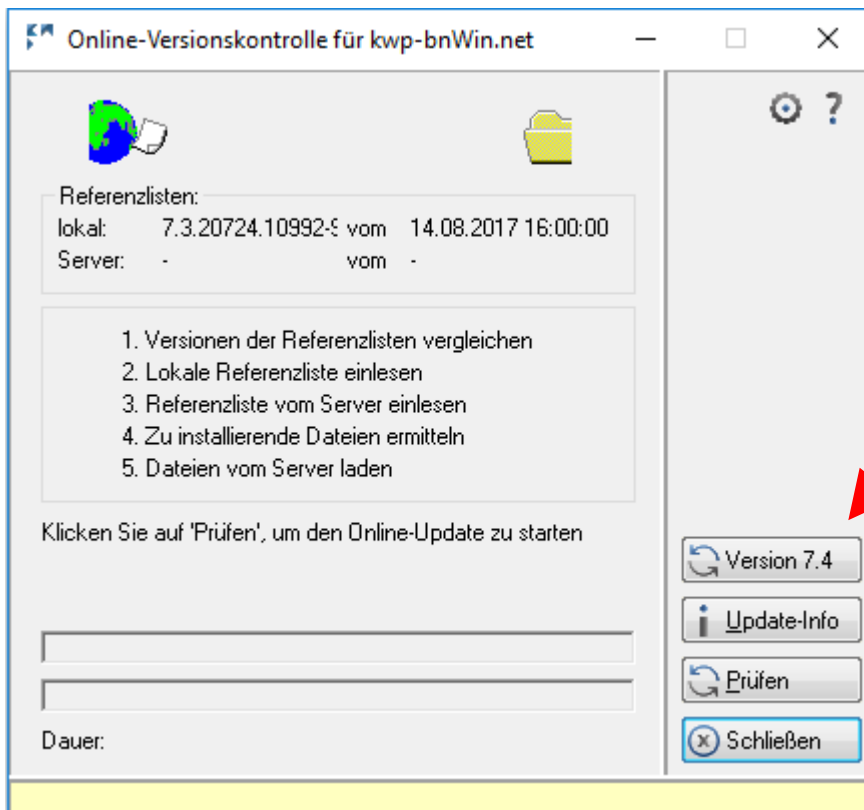 Online-Versionskontrolle für kwp-bnWin.net
?
Referenzlisten:
lokal: 7.3.20724.10992-S vom 14.08.2017 16:00:00
Server: - vom -
1. Versionen der Referenzlisten vergleichen
2. Lokale Referenzliste einlesen
3. Referenzliste vom Server einlesen
4. Zu installierende Dateien ermitteln
5. Dateien vom Server laden
Klicken Sie auf 'Prüfen', um den Online-Update zu starten
Version 7.4
Update-Info
Prüfen
Dauer:
Schließen